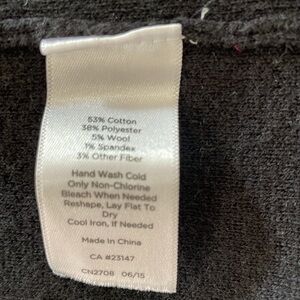 53% Cotton
38% Polyester
5% Wool
1% Spandex
3% Other Fiber
Hand Wash Cold
Only Non-Chlorine
Bleach When Needed
Reshape, Lay Flat To
Dry
Cool Iron, If Needed
Made In China
CA #23147
CN2708 06/15